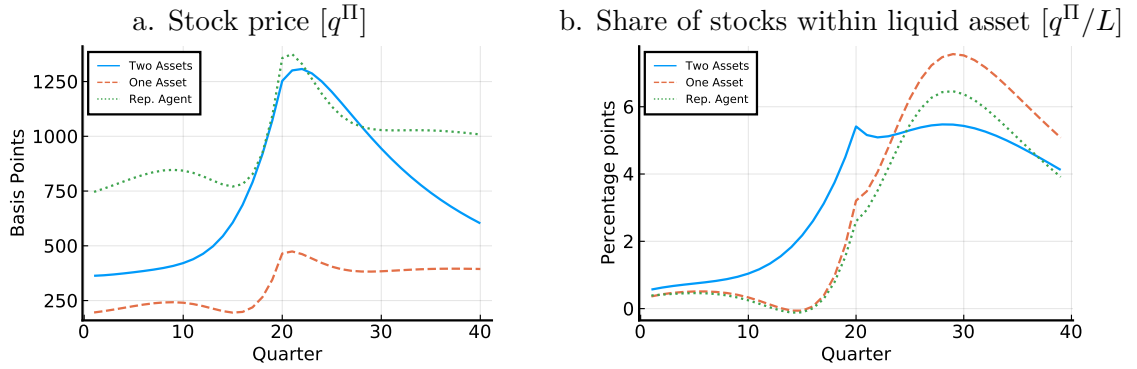 a. Stock price [q^Π]
Two Assets
One Asset
Rep. Agent
Basis Points
1250
1000
750
500
250
0
10
20
30
40
Quarter
b. Share of stocks within liquid asset [q^Π/L]
Two Assets
One Asset
Rep. Agent
Percentage points
6
4
2
0
0
10
20
30
40
Quarter